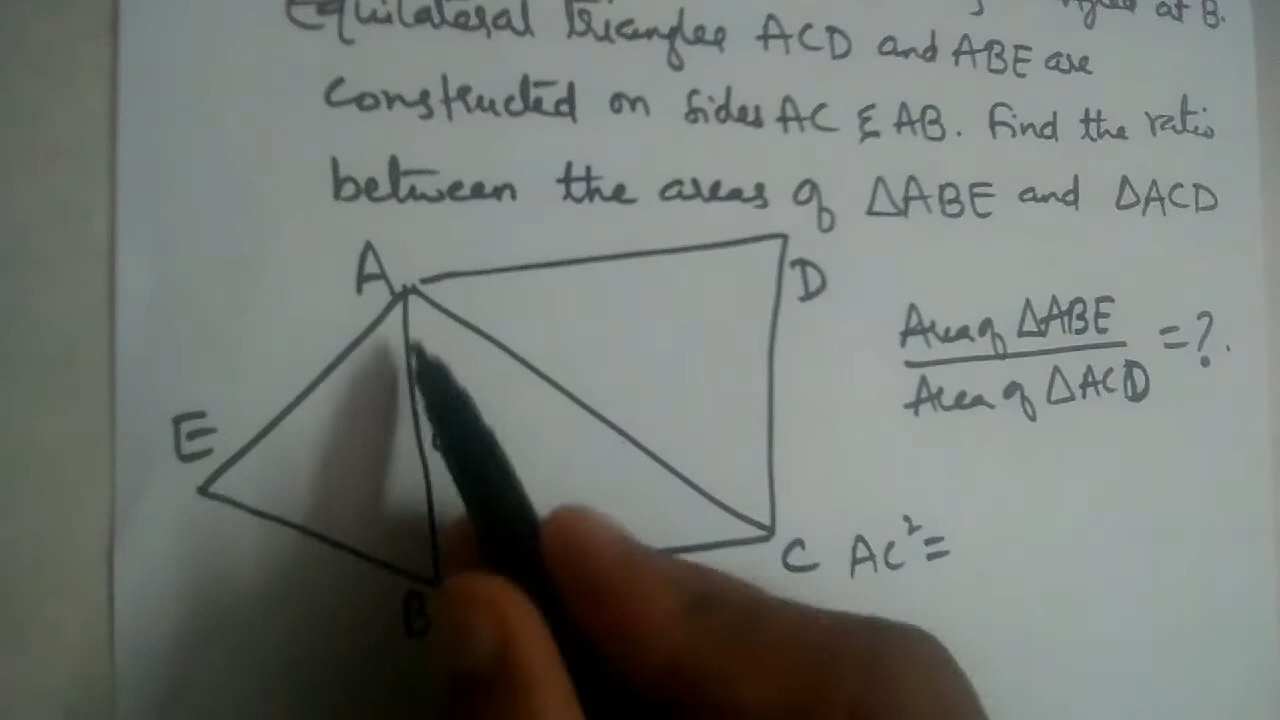 Equilateral triangles ACD and ABE are at B.
constructed on sides AC & AB. Find the ratio
between the areas of ΔABE and ΔACD
A
D
Area of ΔABE
Area of ΔACD
=?.
E
C AC²=
B